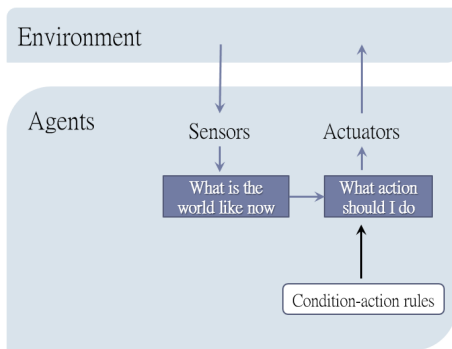 Environment
Agents
Sensors
Actuators
What is the
world like now
What action
should I do
Condition-action rules